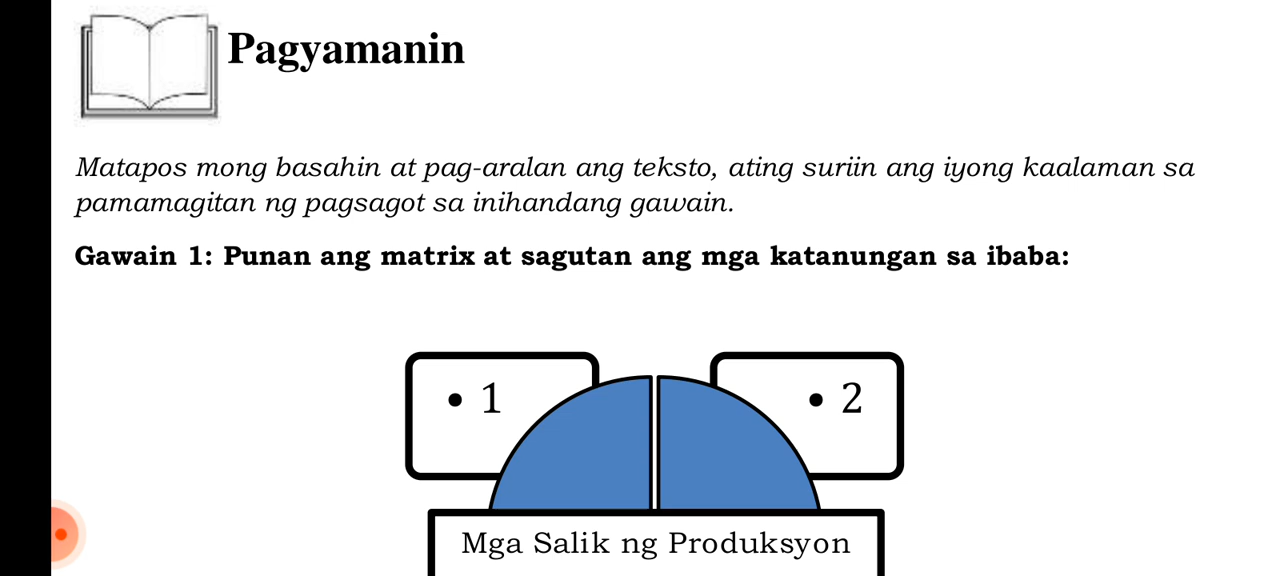 Pagyamanin
Matapos mong basahin at pag-aralan ang teksto, ating suriin ang iyong kaalaman sa
pamamagitan ng pagsagot sa inihandang gawain.
Gawain 1: Punan ang matrix at sagutan ang mga katanungan sa ibaba:
• 1
• 2
Mga Salik ng Produksyon